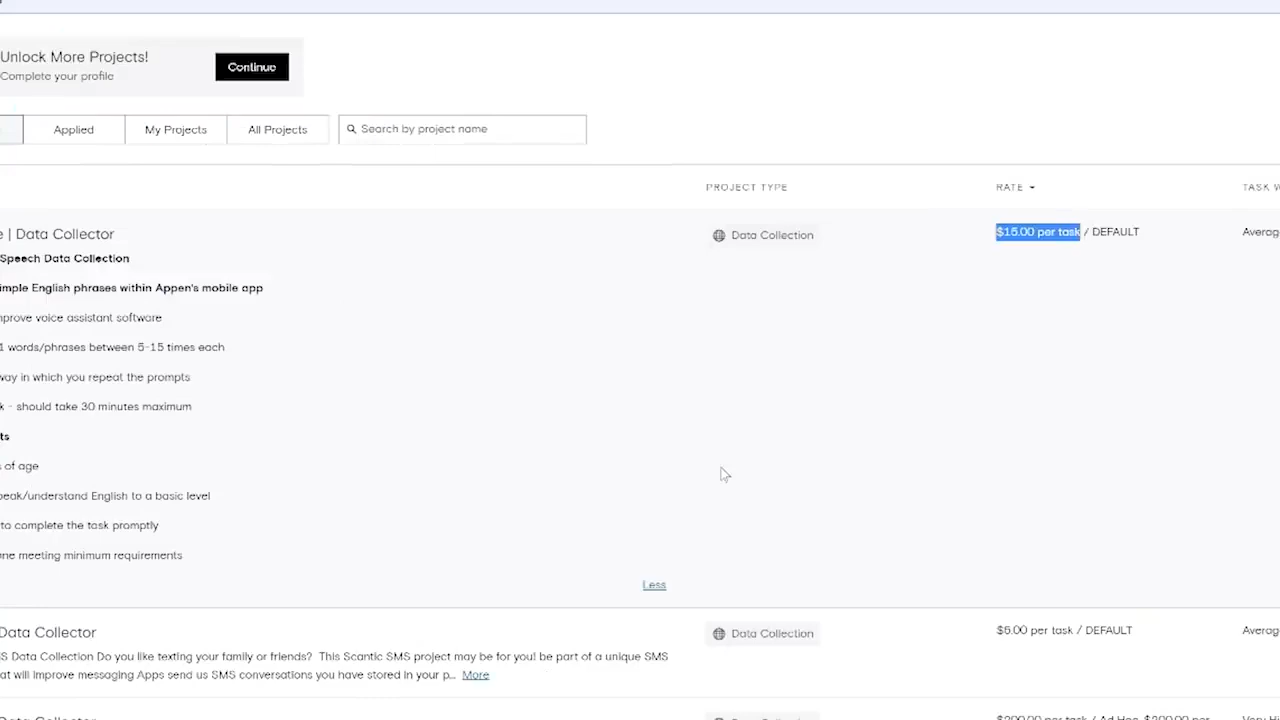 Unlock More Projects!
Complete your profile
Continue
Applied
My Projects
All Projects
Search by project name
PROJECT TYPE
RATE
TASK W
e | Data Collector
Data Collection
$15.00 per task / DEFAULT
Averag
Speech Data Collection
imple English phrases within Appen's mobile app
mprove voice assistant software
1 words/phrases between 5-15 times each
way in which you repeat the prompts
k - should take 30 minutes maximum
ts
s of age
peak/understand English to a basic level
to complete the task promptly
one meeting minimum requirements
Less
Data Collector
Data Collection
$5.00 per task / DEFAULT
Averag
IS Data Collection Do you like texting your family or friends? This Scantic SMS project may be for you! be part of a unique SMS
at will improve messaging Apps send us SMS conversations you have stored in your p... More